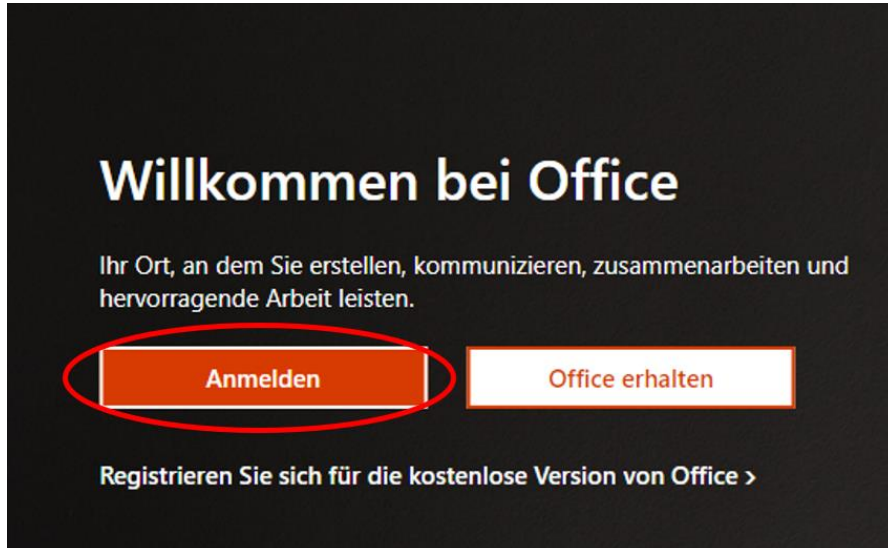 Willkommen bei Office
Ihr Ort, an dem Sie erstellen, kommunizieren, zusammenarbeiten und
hervorragende Arbeit leisten.
Anmelden
Office erhalten
Registrieren Sie sich für die kostenlose Version von Office >